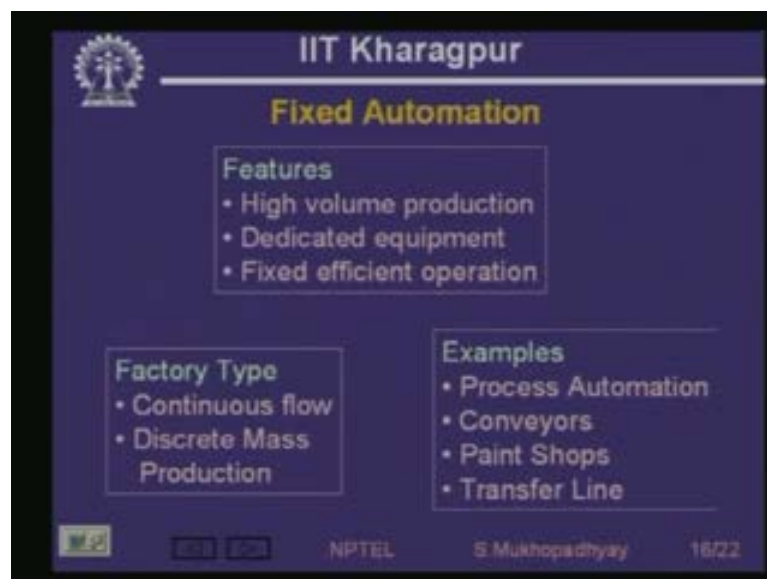 IIT Kharagpur
Fixed Automation
Features
• High volume production
• Dedicated equipment
• Fixed efficient operation
Factory Type
• Continuous flow
• Discrete Mass
Production
Examples
• Process Automation
• Conveyors
• Paint Shops
• Transfer Line
NPTEL S.Mukhopadhyay 16/22